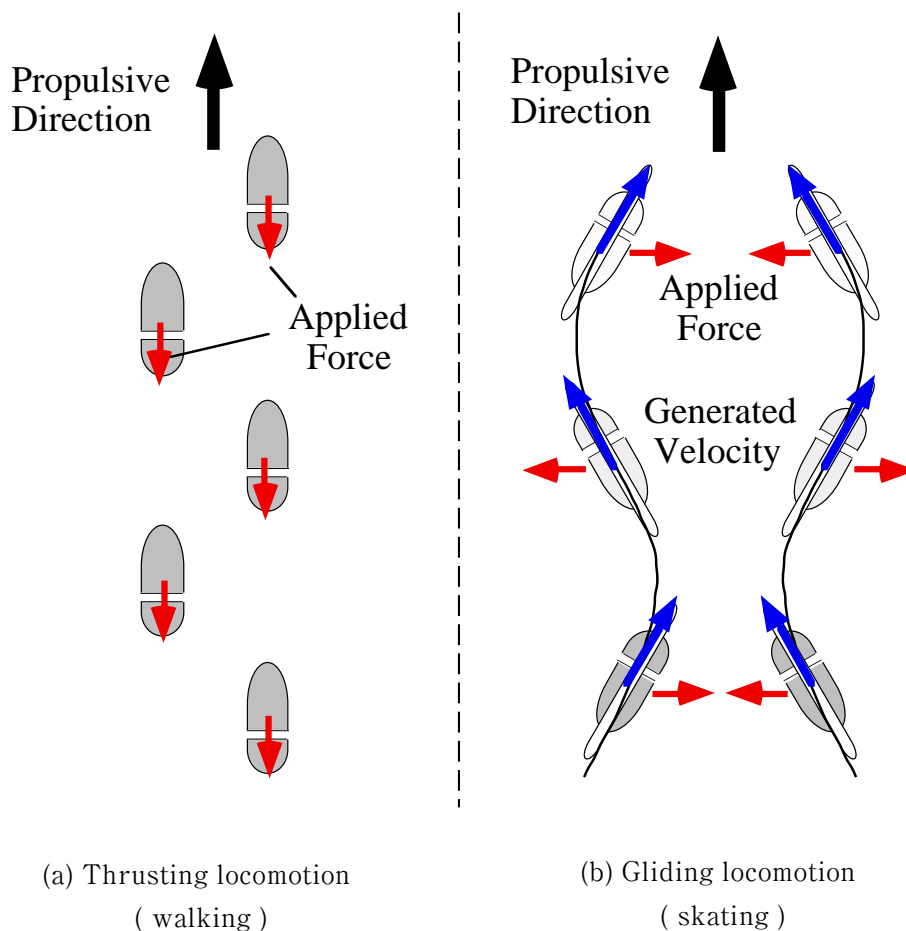 Propulsive
Direction
Applied
Force
(a) Thrusting locomotion
( walking )
Propulsive
Direction
Applied
Force
Generated
Velocity
(b) Gliding locomotion
( skating )